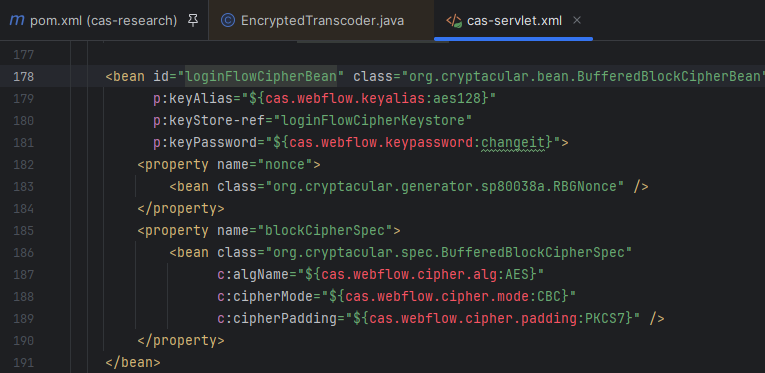 pom.xml (cas-research)
EncryptedTranscoder.java
cas-servlet.xml
177
178 <bean id="loginFlowCipherBean" class="org.cryptacular.bean.BufferedBlockCipherBean"
179 p:keyAlias="${cas.webflow.keyalias:aes128}"
180 p:keyStore-ref="loginFlowCipherKeystore"
181 p:keyPassword="${cas.webflow.keypassword:changeit}">
182 <property name="nonce">
183 <bean class="org.cryptacular.generator.sp80038a.RBGNonce" />
184 </property>
185 <property name="blockCipherSpec">
186 <bean class="org.cryptacular.spec.BufferedBlockCipherSpec"
187 c:algName="${cas.webflow.cipher.alg:AES}"
188 c:cipherMode="${cas.webflow.cipher.mode:CBC}"
189 c:cipherPadding="${cas.webflow.cipher.padding:PKCS7}" />
190 </property>
191 </bean>